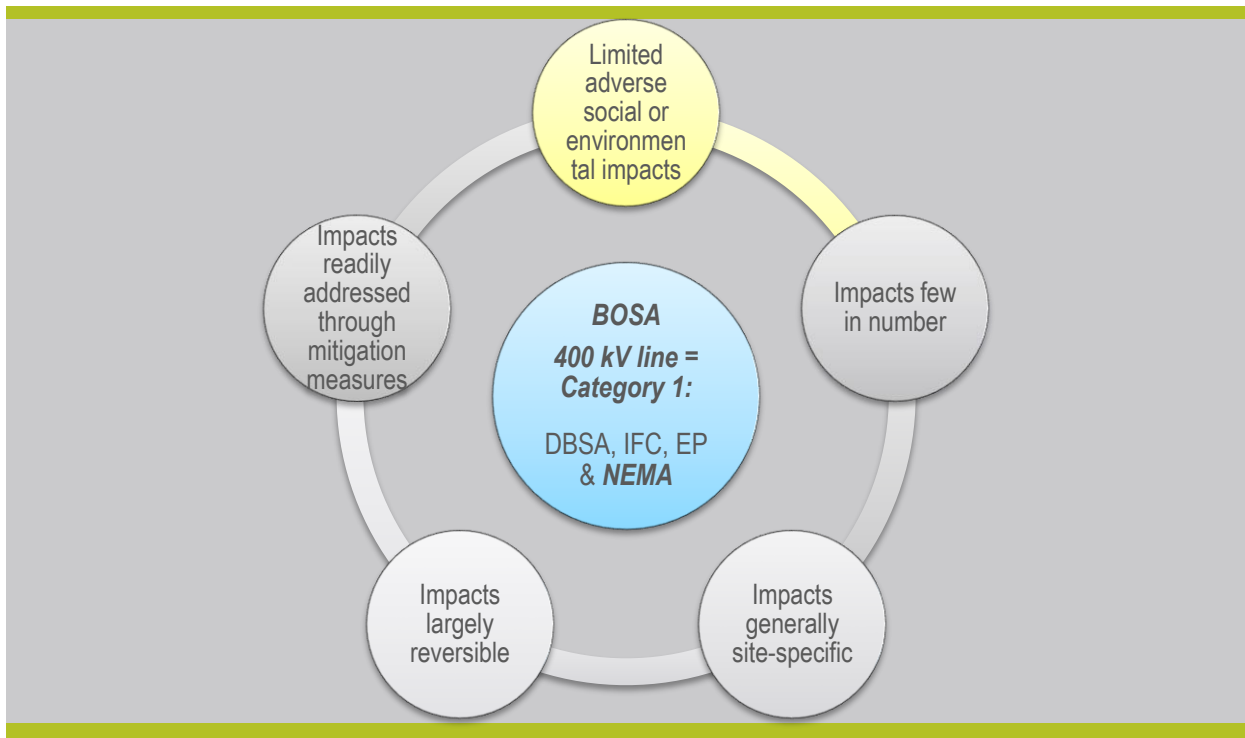 Limited
adverse
social or
environmen
tal impacts
Impacts few
in number
Impacts
generally
site-specific
Impacts
largely
reversible
Impacts
readily
addressed
through
mitigation
measures
BOSA
400 kV line =
Category 1:
DBSA, IFC, EP
& NEMA